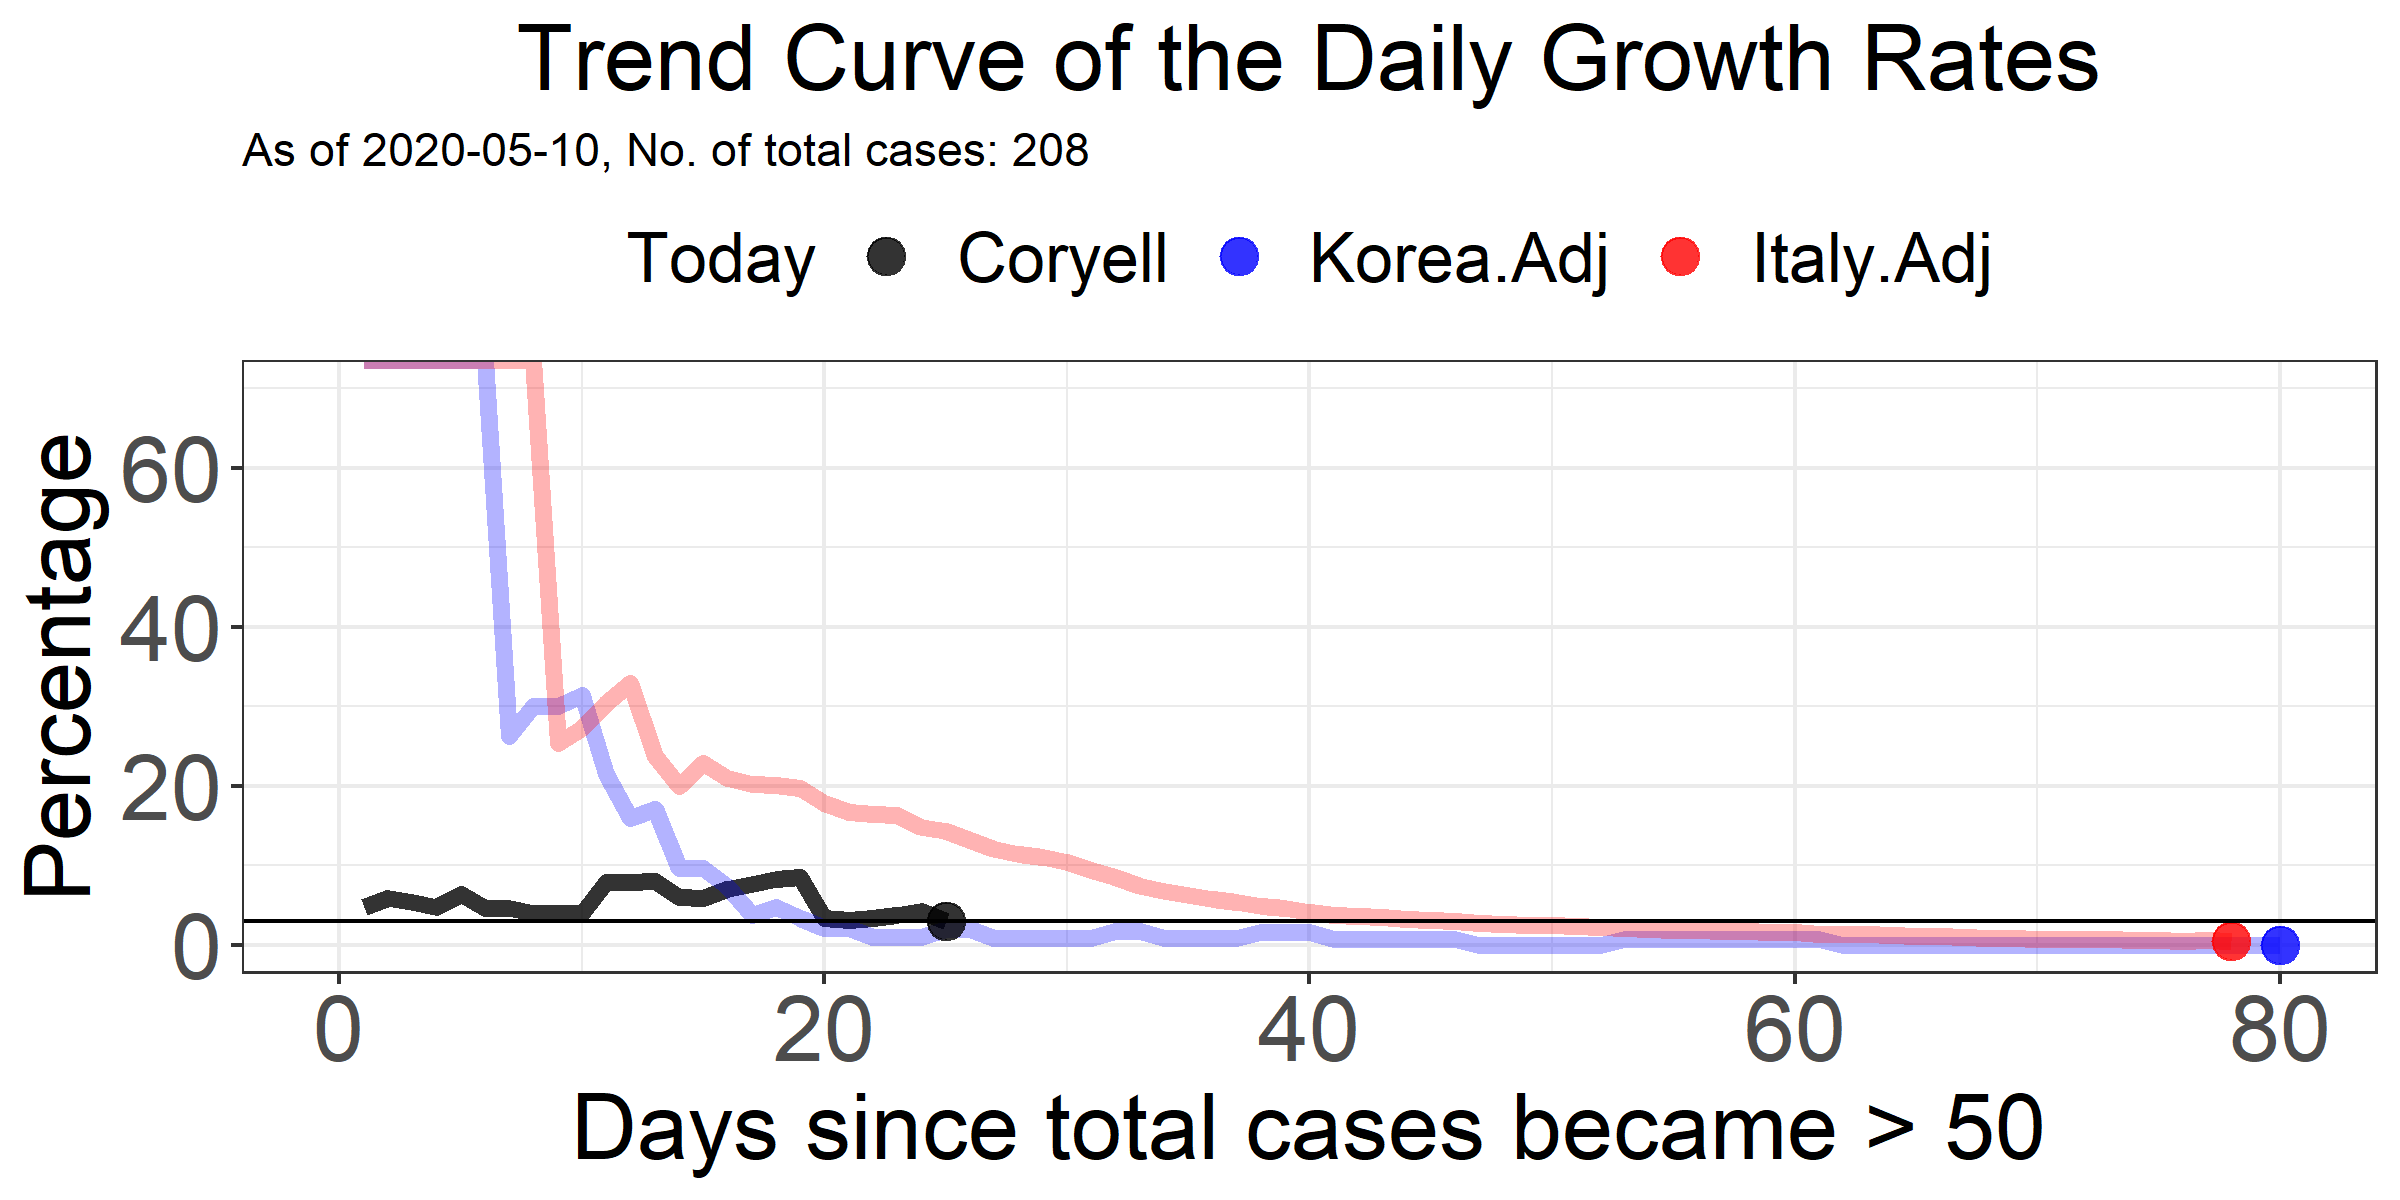 Trend Curve of the Daily Growth Rates
As of 2020-05-10, No. of total cases: 208
Today Coryell Korea.Adj Italy.Adj
Percentage
60
40
20
0
0 20 40 60 80
Days since total cases became > 50